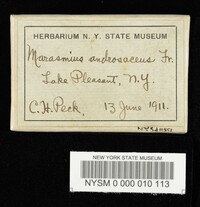 HERBARIUM N. Y. STATE MUSEUM
Marasmius androsaceus Fr.
Lake Pleasant, N.Y.
C. H. Peck, 13 June 1911.
NEW YORK STATE MUSEUM
NYSM 0 000 010 113